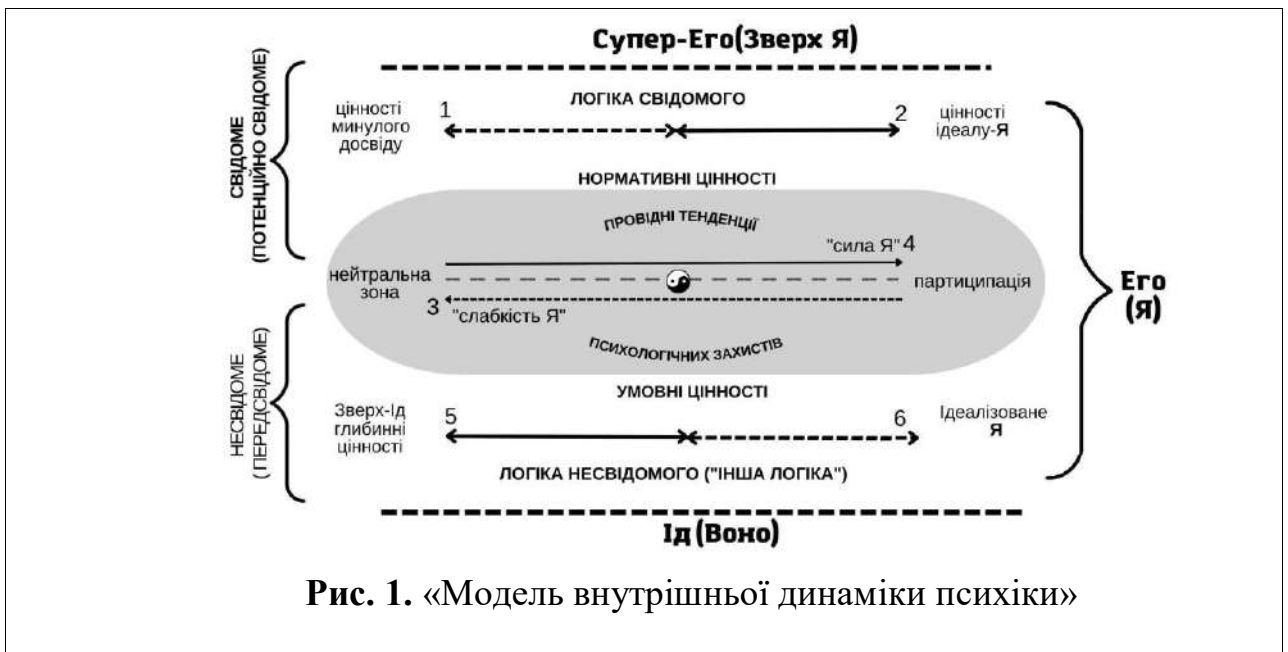 Супер-Его(Зверх Я)
СВІДОМЕ
(ПОТЕНЦІЙНО СВІДОМЕ)
цінності
минулого
досвіду
1
ЛОГІКА СВІДОМОГО
2
цінності
ідеалу-Я
НОРМАТИВНІ ЦІННОСТІ
ПРОВІДНІ ТЕНДЕНЦІЇ
"сила Я" 4
нейтральна
зона
партиципація
3
"слабкість Я"
ПСИХОЛОГІЧНИХ ЗАХИСТІВ
Его
(Я)
НЕСВІДОМЕ
( ПЕРЕДСВІДОМЕ)
УМОВНІ ЦІННОСТІ
Зверх-Ід
глибинні
цінності
5
6
Ідеалізоване
Я
ЛОГІКА НЕСВІДОМОГО ("ІНША ЛОГІКА")
Ід (Воно)
Рис. 1. «Модель внутрішньої динаміки психіки»